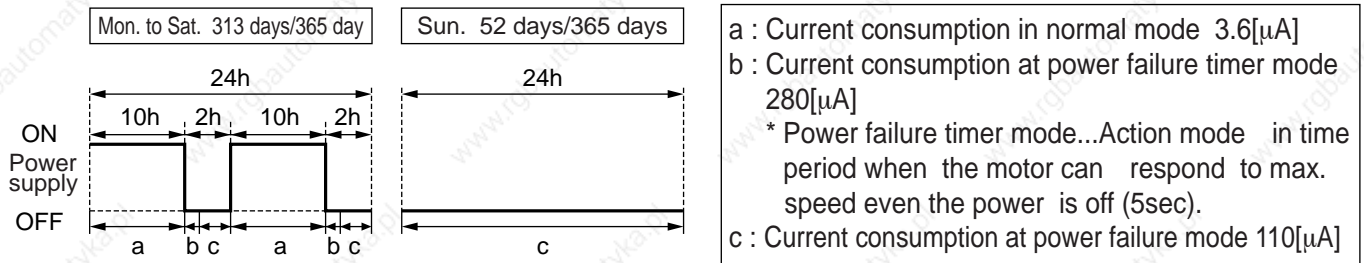 Mon. to Sat. 313 days/365 day
Sun. 52 days/365 days
24h
24h
10h
2h
10h
2h
ON
Power
supply
OFF
a
b
c
a
b
c
c
a : Current consumption in normal mode 3.6[µA]
b : Current consumption at power failure timer mode
280[µA]
* Power failure timer mode...Action mode in time
period when the motor can respond to max.
speed even the power is off (5sec).
c : Current consumption at power failure mode 110[µA]